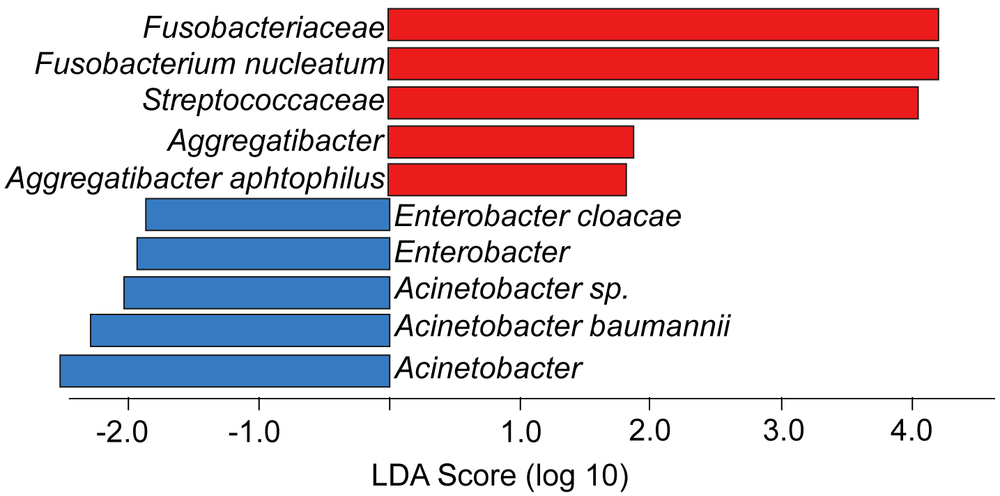 Fusobacteriaceae
Fusobacterium nucleatum
Streptococcaceae
Aggregatibacter
Aggregatibacter aphtophilus
Enterobacter cloacae
Enterobacter
Acinetobacter sp.
Acinetobacter baumannii
Acinetobacter
-2.0 -1.0 1.0 2.0 3.0 4.0
LDA Score (log 10)